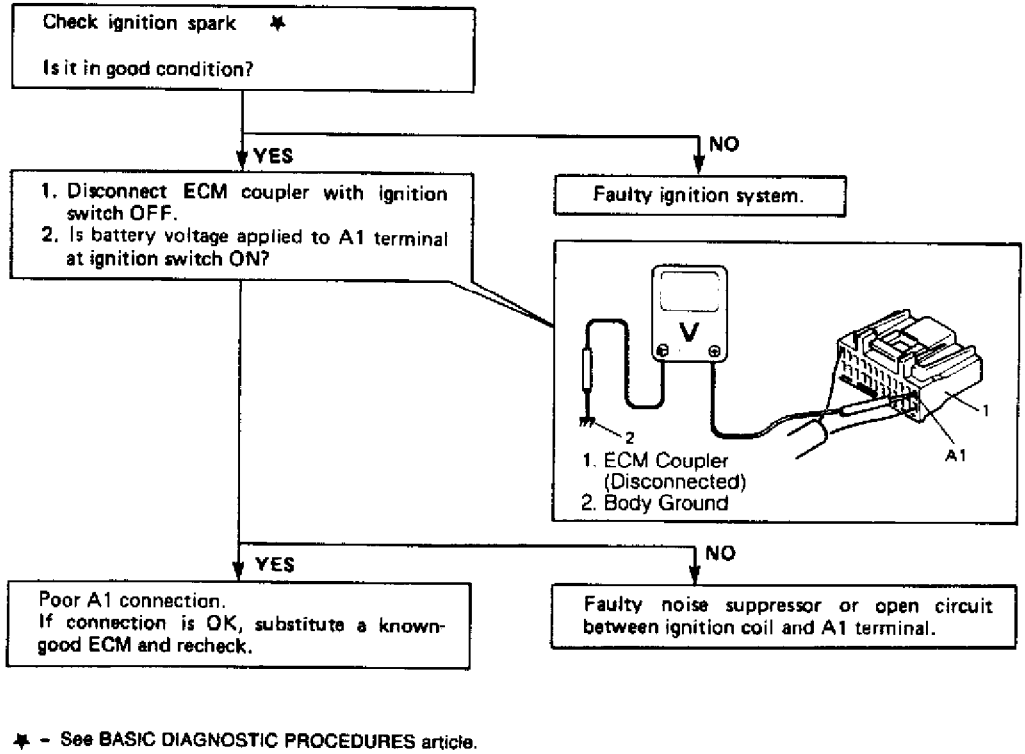 Check ignition spark ★
Is it in good condition?
YES
NO
1. Disconnect ECM coupler with ignition
switch OFF.
2. Is battery voltage applied to A1 terminal
at ignition switch ON?
Faulty ignition system.
V
⊖ ⊕
1
A1
2
1. ECM Coupler
(Disconnected)
2. Body Ground
YES
NO
Poor A1 connection.
If connection is OK, substitute a known-
good ECM and recheck.
Faulty noise suppressor or open circuit
between ignition coil and A1 terminal.
★ - See BASIC DIAGNOSTIC PROCEDURES article.